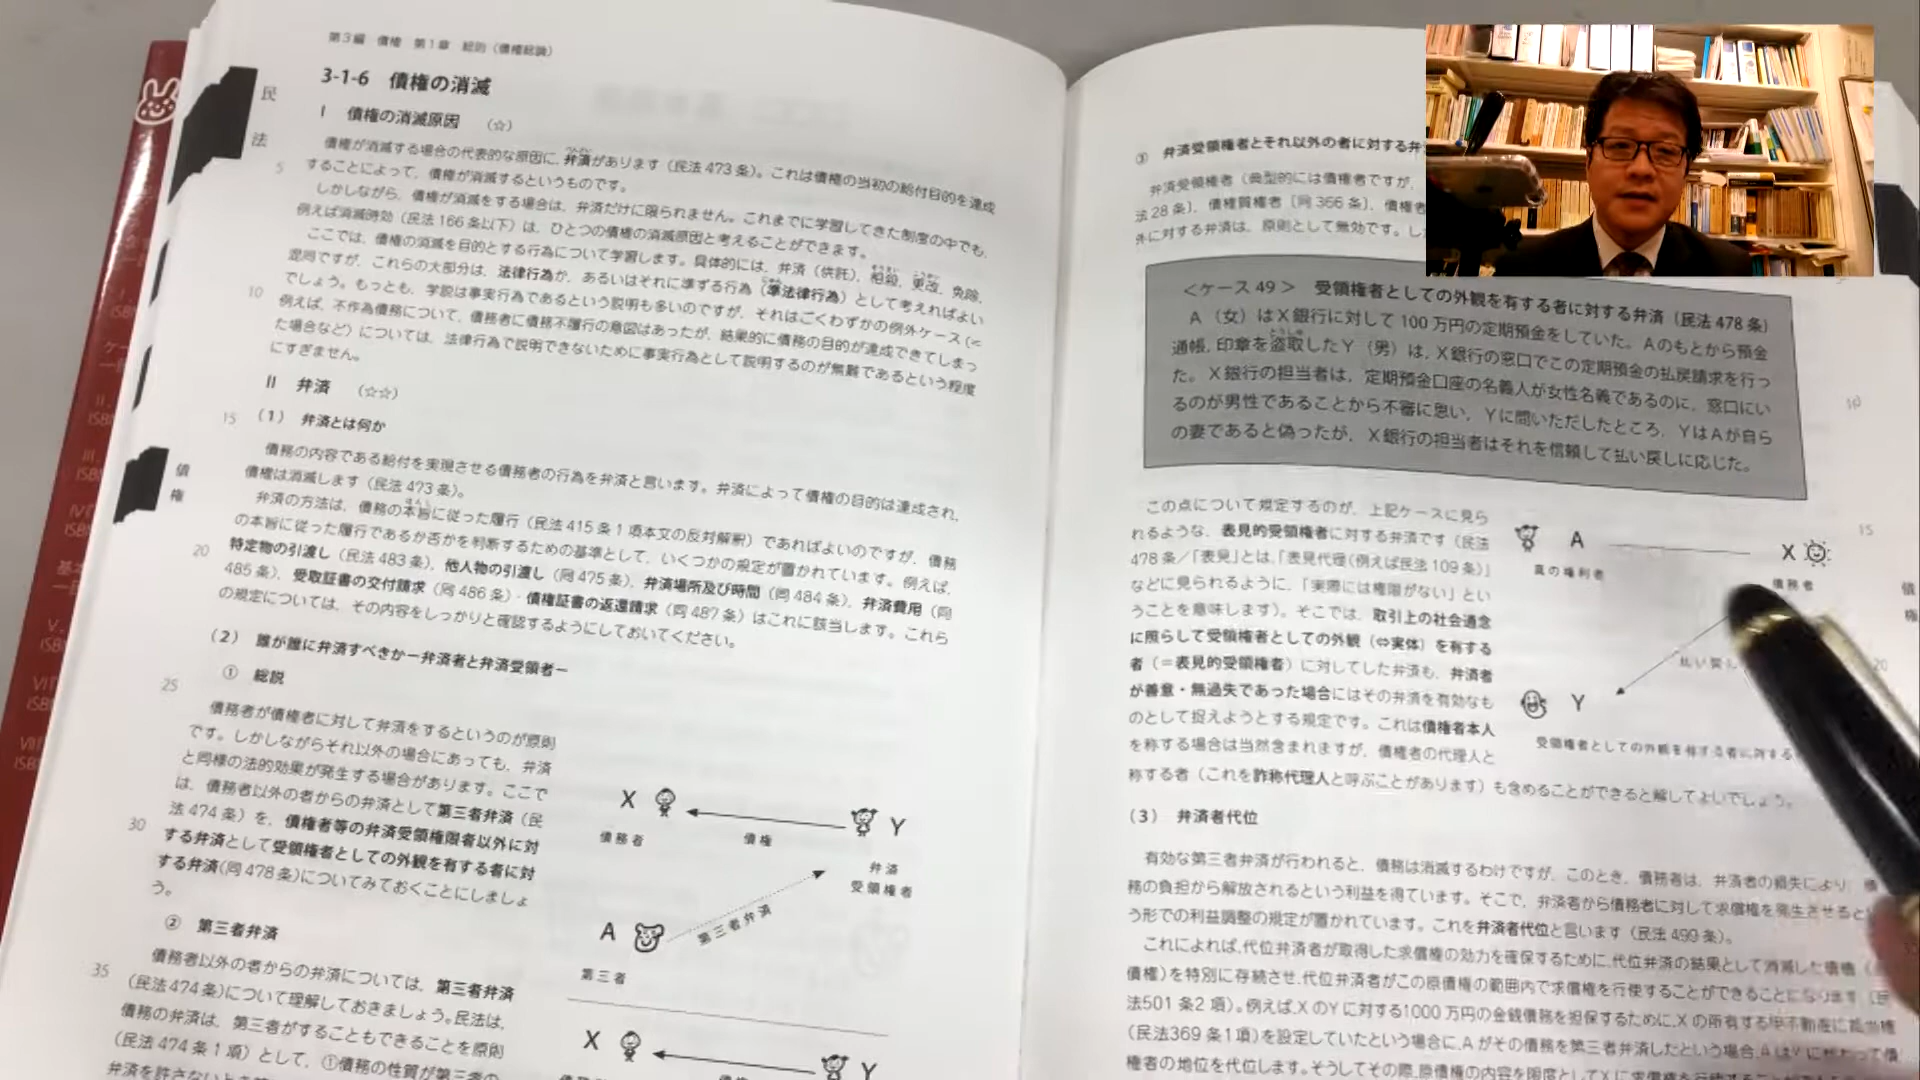 第3編 債権 第1章 総則（債権総論）
3-1-6 債権の消滅
民
法
I 債権の消滅原因 （☆）
債権が消滅する場合の代表的な原因に，弁済があります（民法473条）。これは債権の当初の給付目的を達成
5
することによって，債権が消滅するというものです。
しかしながら，債権が消滅をする場合は，弁済だけに限られません。これまでに学習してきた制度の中でも，
例えば消滅時効（民法166条以下）は，ひとつの債権の消滅原因と考えることができます。
ここでは，債権の消滅を目的とする行為について学習します。具体的には，弁済（供託），相殺，更改，免除，
混同ですが，これらの大部分は，法律行為か，あるいはそれに準ずる行為（準法律行為）として考えればよい
10
でしょう。もっとも，学説は事実行為であるという説明も多いのですが，それはごくわずかの例外ケース（＝
例えば，不作為債務について，債務者に債務不履行の意図はあったが，結果的に債務の目的が達成できてしまっ
た場合など）については，法律行為で説明できないために事実行為として説明するのが無難であるという程度
にすぎません。
II 弁済 （☆☆）
15
（1） 弁済とは何か
債務の内容である給付を実現させる債務者の行為を弁済と言います。弁済によって債権の目的は達成され，
債権は消滅します（民法473条）。
債
権
弁済の方法は，債務の本旨に従った履行（民法415条1項本文の反対解釈）であればよいのですが，債務
の本旨に従った履行であるか否かを判断するための基準として，いくつかの規定が置かれています。例えば，
20
特定物の引渡し（民法483条），他人物の引渡し（同475条），弁済場所及び時間（同484条），弁済費用（同
485条），受取証書の交付請求（同486条）・債権証書の返還請求（同487条）はこれに該当します。これら
の規定については，その内容をしっかりと確認するようにしておいてください。
（2） 誰が誰に弁済すべきか－弁済者と弁済受領者－
① 総説
25
債務者が債権者に対して弁済をするというのが原則
です。しかしながらそれ以外の場合にあっても，弁済
と同様の法的効果が発生する場合があります。ここで
は，債務者以外の者からの弁済として第三者弁済（民
法474条）を，債権者等の弁済受領権限者以外に対
30
する弁済として受領権者としての外観を有する者に対
する弁済（同478条）についてみておくことにしましょ
う。
X
債務者
債権
Y
弁済
受領権者
A
第三者
第三者弁済
② 第三者弁済
35
債務者以外の者からの弁済については，第三者弁済
（民法474条）について理解しておきましょう。民法は，
債務の弁済は，第三者がすることもできることを原則
（民法474条1項）として，①債務の性質が第三者の
X
Y
③ 弁済受領権者とそれ以外の者に対する弁
弁済受領権者（典型的には債権者ですが，
法28条］，債権質権者［同366条］，債権者
外に対する弁済は，原則として無効です。し
＜ケース49＞ 受領権者としての外観を有する者に対する弁済（民法478条）
A（女）はX銀行に対して100万円の定期預金をしていた。Aのもとから預金
通帳，印章を盗取したY（男）は，X銀行の窓口でこの定期預金の払戻請求を行っ
た。X銀行の担当者は，定期預金口座の名義人が女性名義であるのに，窓口にい
るのが男性であることから不審に思い，Yに問いただしたところ，YはAが自ら
の妻であると偽ったが，X銀行の担当者はそれを信頼して払い戻しに応じた。
10
この点について規定するのが，上記ケースに見ら
れるような，表見的受領権者に対する弁済です（民法
478条／「表見」とは，「表見代理（例えば民法109条）」
などに見られるように，「実際には権限がない」とい
うことを意味します）。そこでは，取引上の社会通念
に照らして受領権者としての外観（⇔実体）を有する
者（＝表見的受領権者）に対してした弁済も，弁済者
が善意・無過失であった場合にはその弁済を有効なも
のとして捉えようとする規定です。これは債権者本人
を称する場合は当然含まれますが，債権者の代理人と
称する者（これを詐称代理人と呼ぶことがあります）も含めることができると解してよいでしょう。
15
A
真の権利者
X
債務者
債
権
20
払い戻し
Y
受領権者としての外観を有する者に対する
（3） 弁済者代位
有効な第三者弁済が行われると，債務は消滅するわけですが，このとき，債務者は，弁済者の損失により，債
務の負担から解放されるという利益を得ています。そこで，弁済者から債務者に対して求償権を発生させるとい
う形での利益調整の規定が置かれています。これを弁済者代位と言います（民法499条）。
これによれば，代位弁済者が取得した求償権の効力を確保するために，代位弁済の結果として消滅した債権（
債権）を特別に存続させ，代位弁済者がこの原債権の範囲内で求償権を行使することができることになります（民
法501条2項）。例えば，XのYに対する1000万円の金銭債務を担保するために，Xの所有する甲不動産に抵当権
（民法369条1項）を設定していたという場合に，Aがその債務を第三者弁済したという場合，AはYに代わって債
権者の地位を代位します。そうしてその際，原債権の内容を限度としてXに求償権を